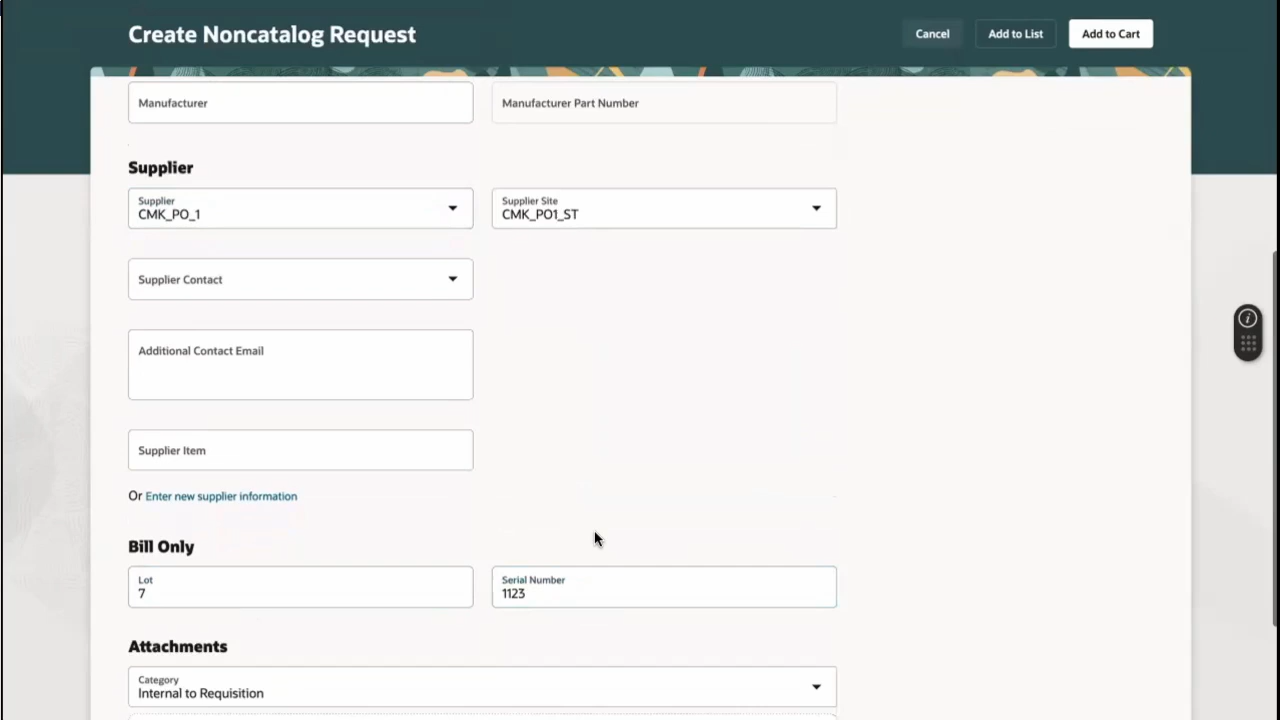 Create Noncatalog Request
Cancel
Add to List
Add to Cart
Manufacturer
Manufacturer Part Number
Supplier
Supplier
CMK_PO_1
Supplier Site
CMK_PO1_ST
Supplier Contact
Additional Contact Email
Supplier Item
Or Enter new supplier information
Bill Only
Lot
7
Serial Number
1123
Attachments
Category
Internal to Requisition